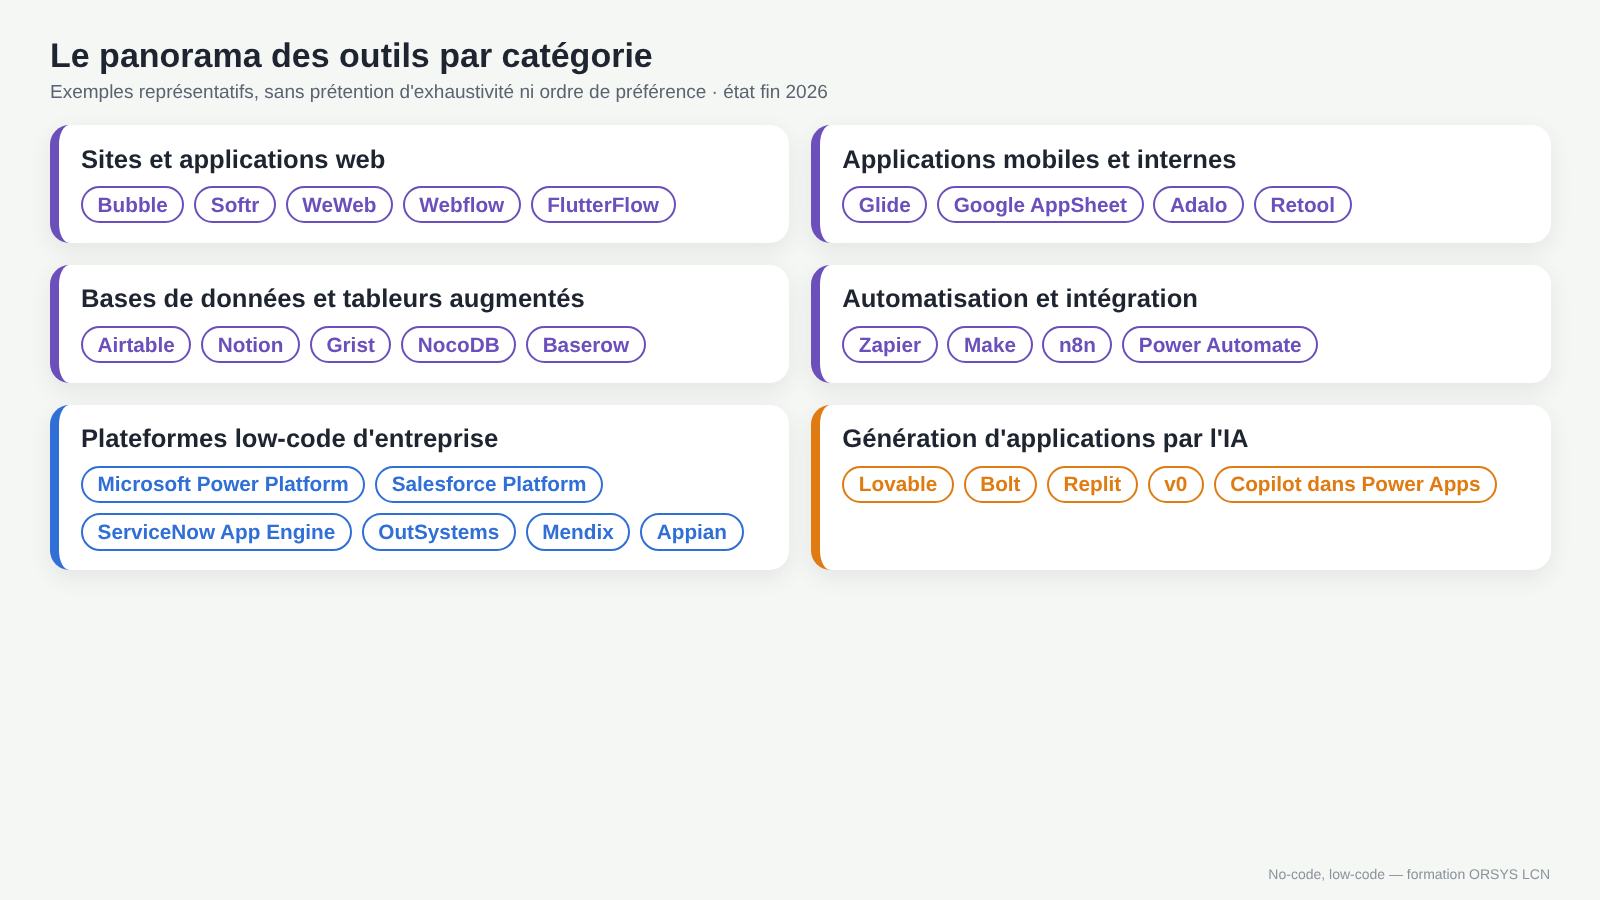 Le panorama des outils par catégorie
Exemples représentatifs, sans prétention d'exhaustivité ni ordre de préférence · état fin 2026
Sites et applications web
Bubble Softr WeWeb Webflow FlutterFlow
Applications mobiles et internes
Glide Google AppSheet Adalo Retool
Bases de données et tableurs augmentés
Airtable Notion Grist NocoDB Baserow
Automatisation et intégration
Zapier Make n8n Power Automate
Plateformes low-code d'entreprise
Microsoft Power Platform Salesforce Platform
ServiceNow App Engine OutSystems Mendix Appian
Génération d'applications par l'IA
Lovable Bolt Replit v0 Copilot dans Power Apps
No-code, low-code — formation ORSYS LCN